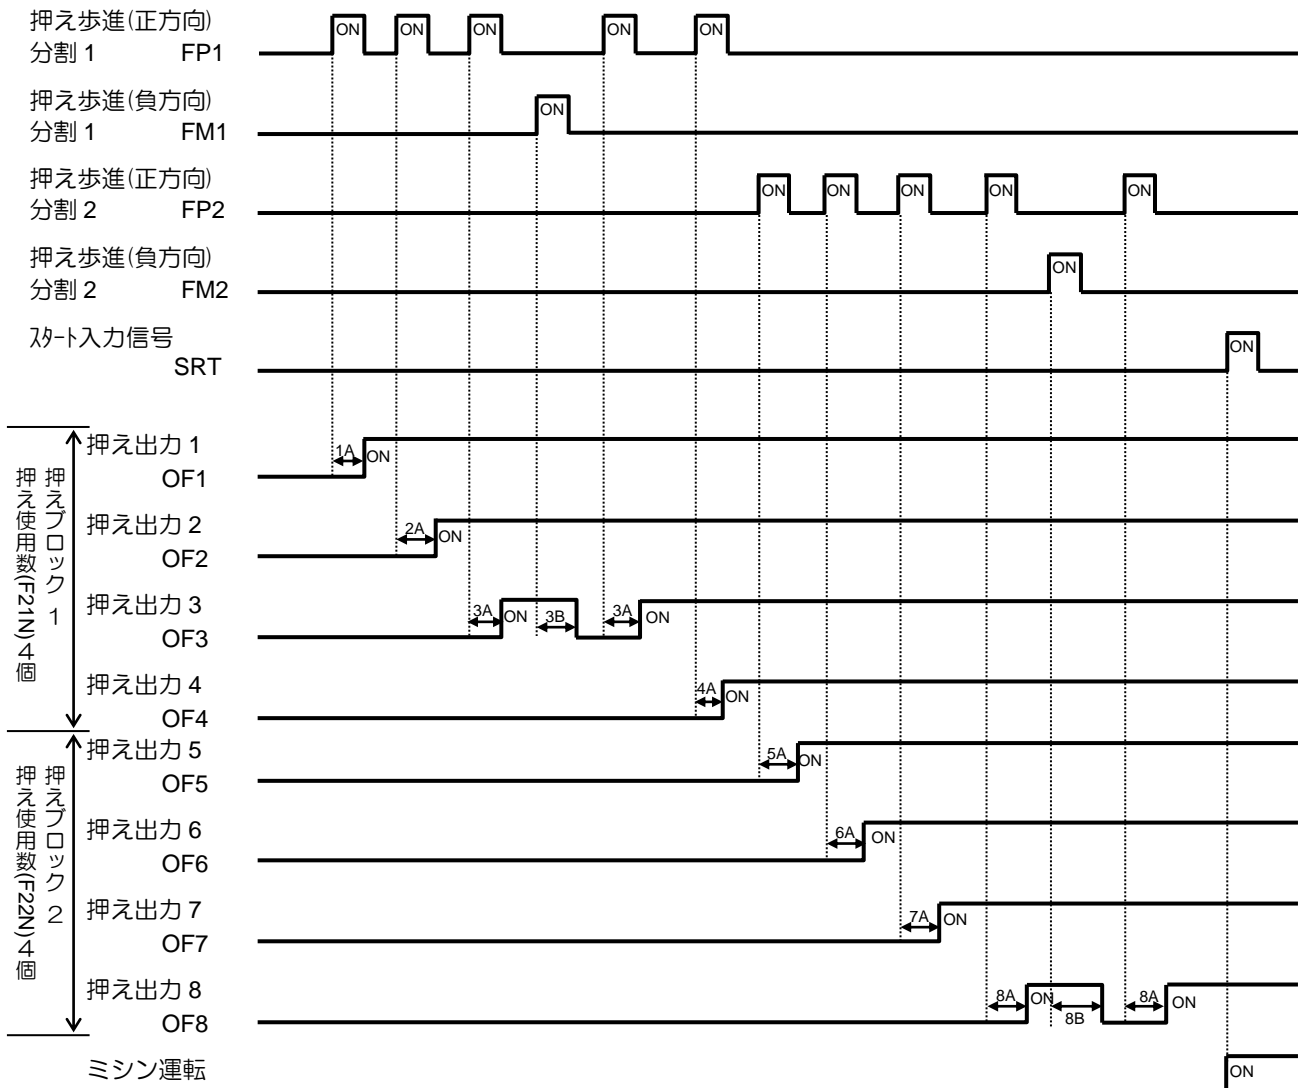 押え歩進(正方向)
分割 1 FP1
ON ON ON ON ON
押え歩進(負方向)
分割 1 FM1
ON
押え歩進(正方向)
分割 2 FP2
ON ON ON ON ON
押え歩進(負方向)
分割 2 FM2
ON
ｽﾀｰﾄ入力信号
SRT
ON
押えブロック 1
押え使用数(F21N)４個
押え出力 1
OF1
1A ON
押え出力 2
OF2
2A ON
押え出力 3
OF3
3A ON 3B 3A ON
押え出力 4
OF4
4A ON
押えブロック 2
押え使用数(F22N)４個
押え出力 5
OF5
5A ON
押え出力 6
OF6
6A ON
押え出力 7
OF7
7A ON
押え出力 8
OF8
8A ON 8B 8A ON
ミシン運転
ON